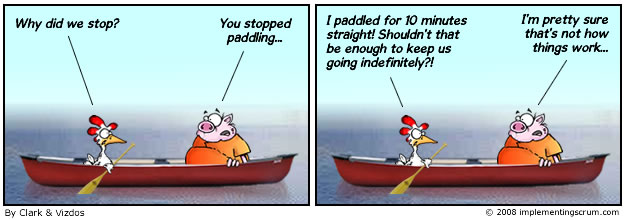 Why did we stop?
You stopped
paddling...
I paddled for 10 minutes
straight! Shouldn't that
be enough to keep us
going indefinitely?!
I'm pretty sure
that's not how
things work...
By Clark & Vizdos
© 2008 implementingscrum.com